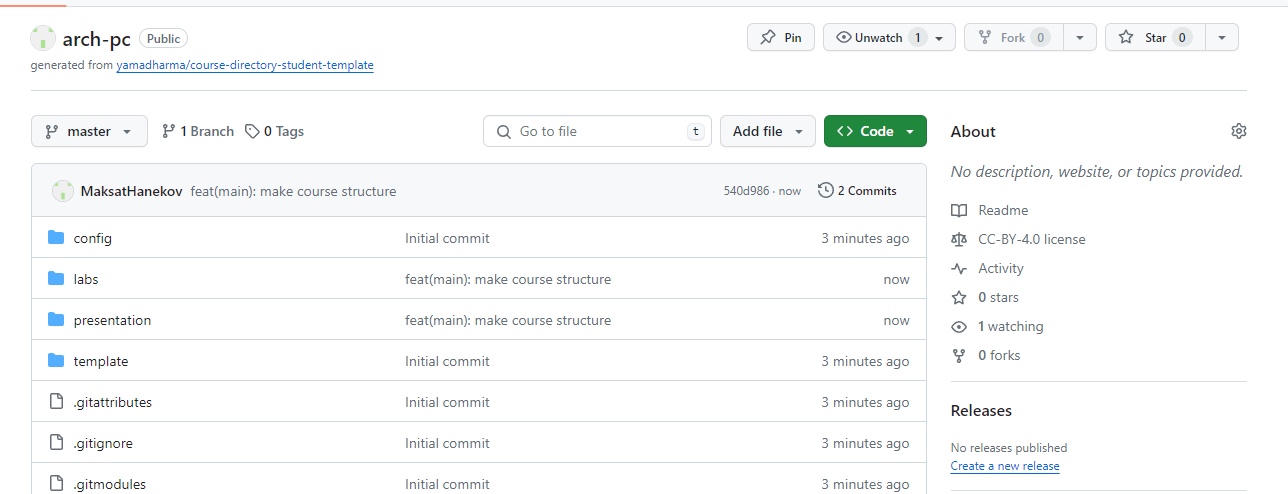 arch-pc Public Pin Unwatch 1 Fork 0 Star 0
generated from yamadharma/course-directory-student-template
master 1 Branch 0 Tags Go to file t Add file Code
MaksatHanekov feat(main): make course structure 540d986 · now 2 Commits
config Initial commit 3 minutes ago
labs feat(main): make course structure now
presentation feat(main): make course structure now
template Initial commit 3 minutes ago
.gitattributes Initial commit 3 minutes ago
.gitignore Initial commit 3 minutes ago
.gitmodules Initial commit 3 minutes ago
About
No description, website, or topics provided.
Readme
CC-BY-4.0 license
Activity
0 stars
1 watching
0 forks
Releases
No releases published
Create a new release